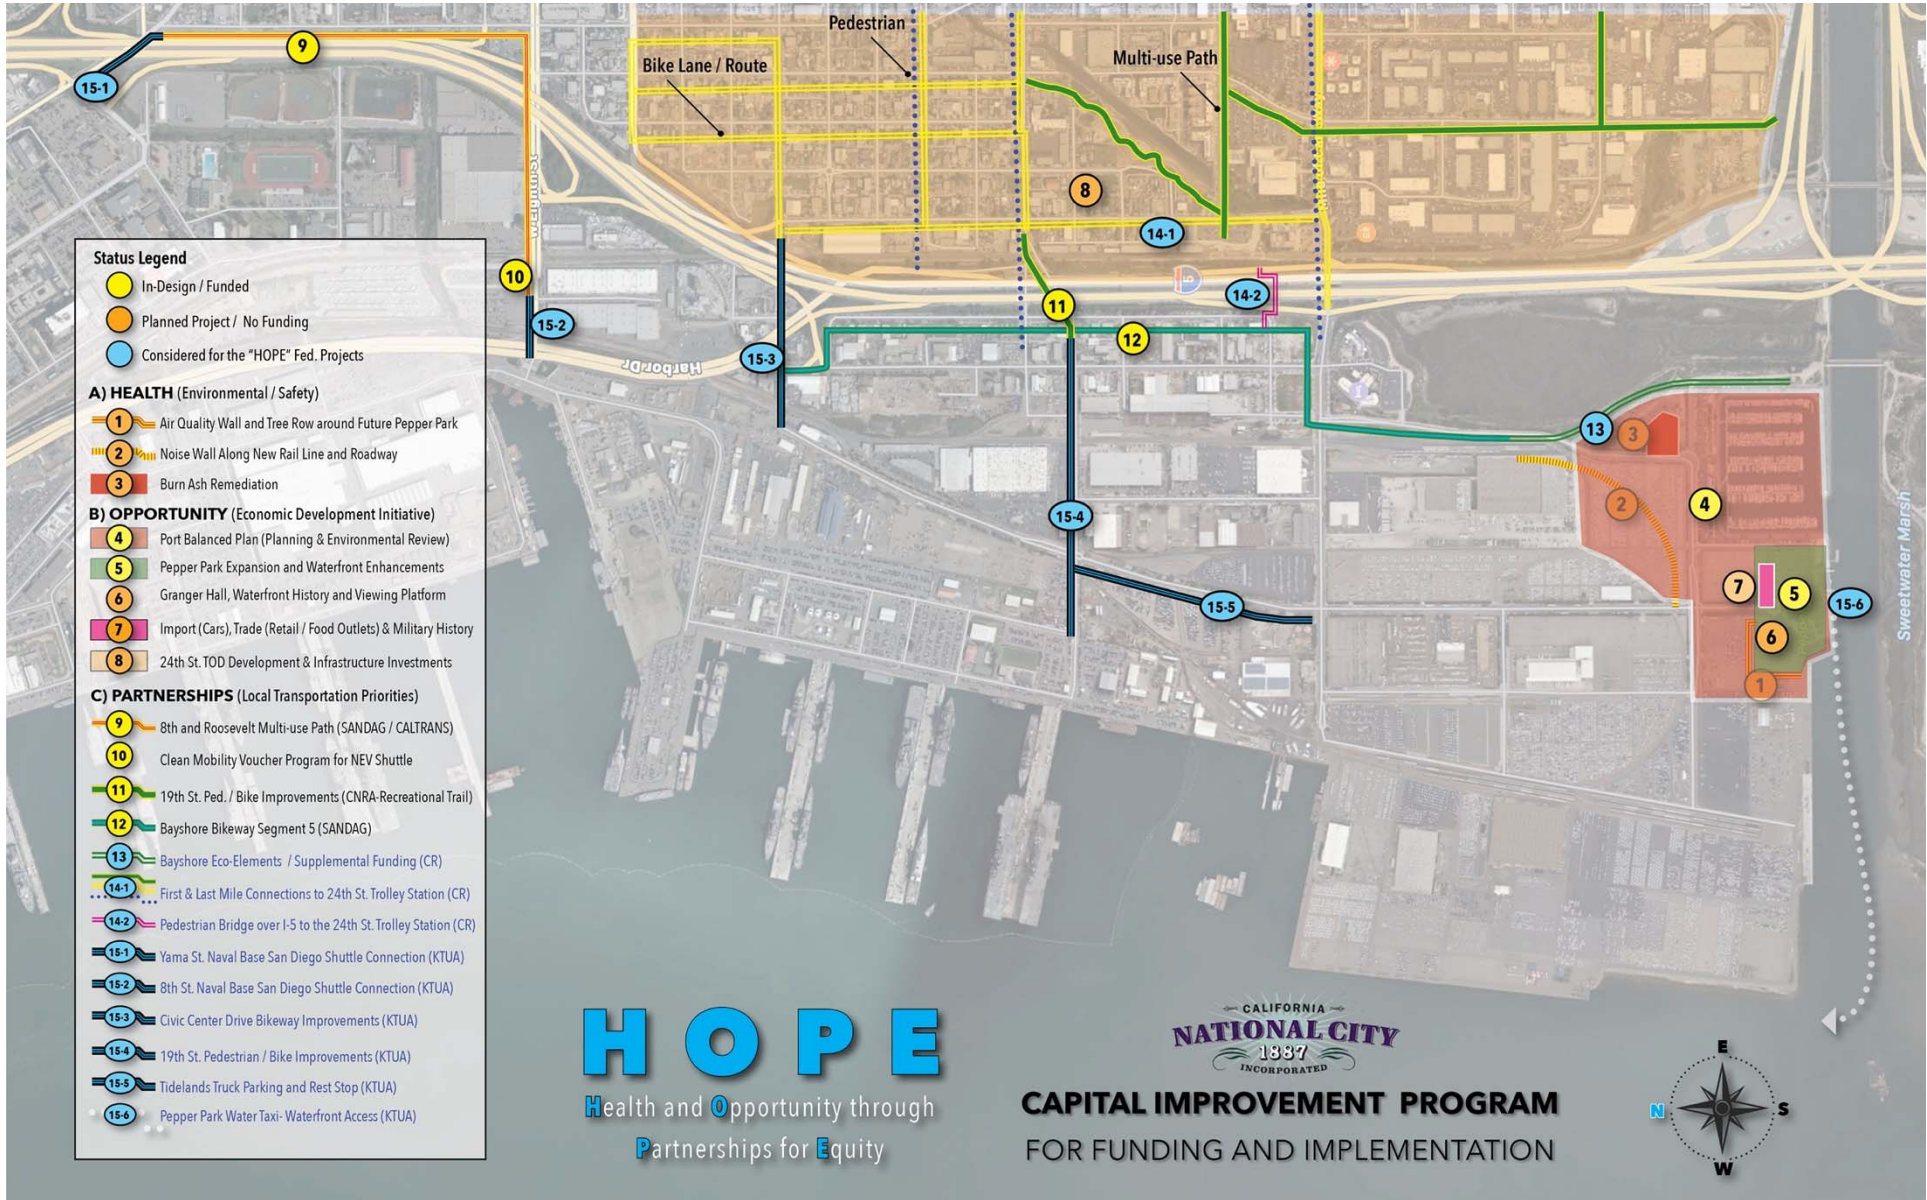 Pedestrian
Bike Lane / Route
Multi-use Path
9
15-1
8
14-1
10
11
14-2
5
15-2
15-3
12
Harbor Dr
W Eighth St
13
3
2
4
15-4
15-5
7
5
15-6
6
1
Sweetwater Marsh
Status Legend
In-Design / Funded
Planned Project / No Funding
Considered for the "HOPE" Fed. Projects
A) HEALTH (Environmental / Safety)
1 Air Quality Wall and Tree Row around Future Pepper Park
2 Noise Wall Along New Rail Line and Roadway
3 Burn Ash Remediation
B) OPPORTUNITY (Economic Development Initiative)
4 Port Balanced Plan (Planning & Environmental Review)
5 Pepper Park Expansion and Waterfront Enhancements
6 Granger Hall, Waterfront History and Viewing Platform
7 Import (Cars), Trade (Retail / Food Outlets) & Military History
8 24th St. TOD Development & Infrastructure Investments
C) PARTNERSHIPS (Local Transportation Priorities)
9 8th and Roosevelt Multi-use Path (SANDAG / CALTRANS)
10 Clean Mobility Voucher Program for NEV Shuttle
11 19th St. Ped. / Bike Improvements (CNRA-Recreational Trail)
12 Bayshore Bikeway Segment 5 (SANDAG)
13 Bayshore Eco-Elements / Supplemental Funding (CR)
14-1 First & Last Mile Connections to 24th St. Trolley Station (CR)
14-2 Pedestrian Bridge over I-5 to the 24th St. Trolley Station (CR)
15-1 Yama St. Naval Base San Diego Shuttle Connection (KTUA)
15-2 8th St. Naval Base San Diego Shuttle Connection (KTUA)
15-3 Civic Center Drive Bikeway Improvements (KTUA)
15-4 19th St. Pedestrian / Bike Improvements (KTUA)
15-5 Tidelands Truck Parking and Rest Stop (KTUA)
15-6 Pepper Park Water Taxi- Waterfront Access (KTUA)
HOPE
Health and Opportunity through
Partnerships for Equity
CALIFORNIA
NATIONAL CITY
1887
INCORPORATED
CAPITAL IMPROVEMENT PROGRAM
FOR FUNDING AND IMPLEMENTATION
E
N
S
W